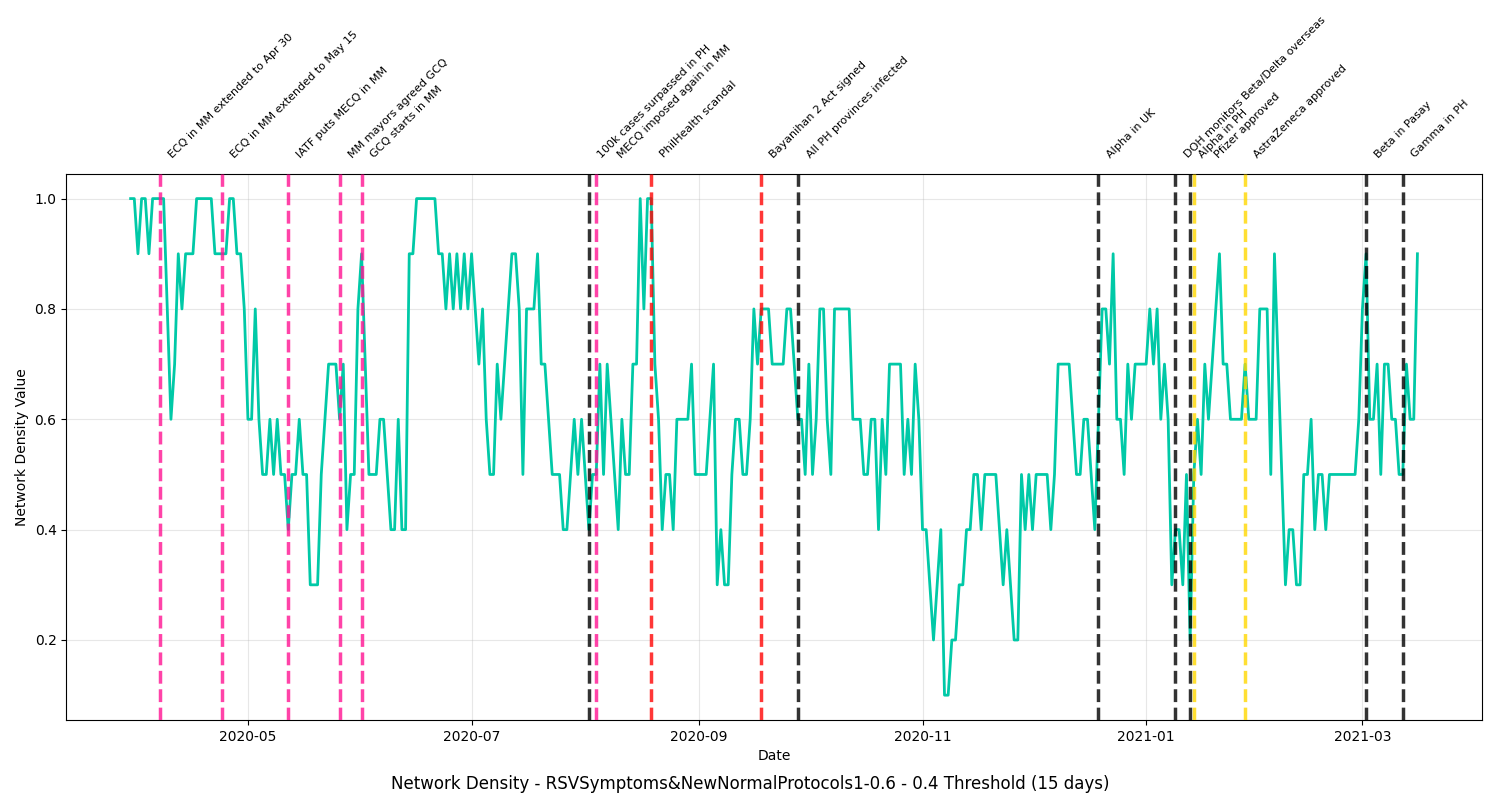 ECQ in MM extended to Apr 30
ECQ in MM extended to May 15
IATF puts MECQ in MM
MM mayors agreed GCQ
GCQ starts in MM
100k cases surpassed in PH
MECQ imposed again in MM
PhilHealth scandal
Bayanihan 2 Act signed
All PH provinces infected
Alpha in UK
DOH monitors Beta/Delta overseas
Alpha in PH
Pfizer approved
AstraZeneca approved
Beta in Pasay
Gamma in PH
Network Density Value
1.0
0.8
0.6
0.4
0.2
2020-05
2020-07
2020-09
2020-11
2021-01
2021-03
Date
Network Density - RSVSymptoms&NewNormalProtocols1-0.6 - 0.4 Threshold (15 days)